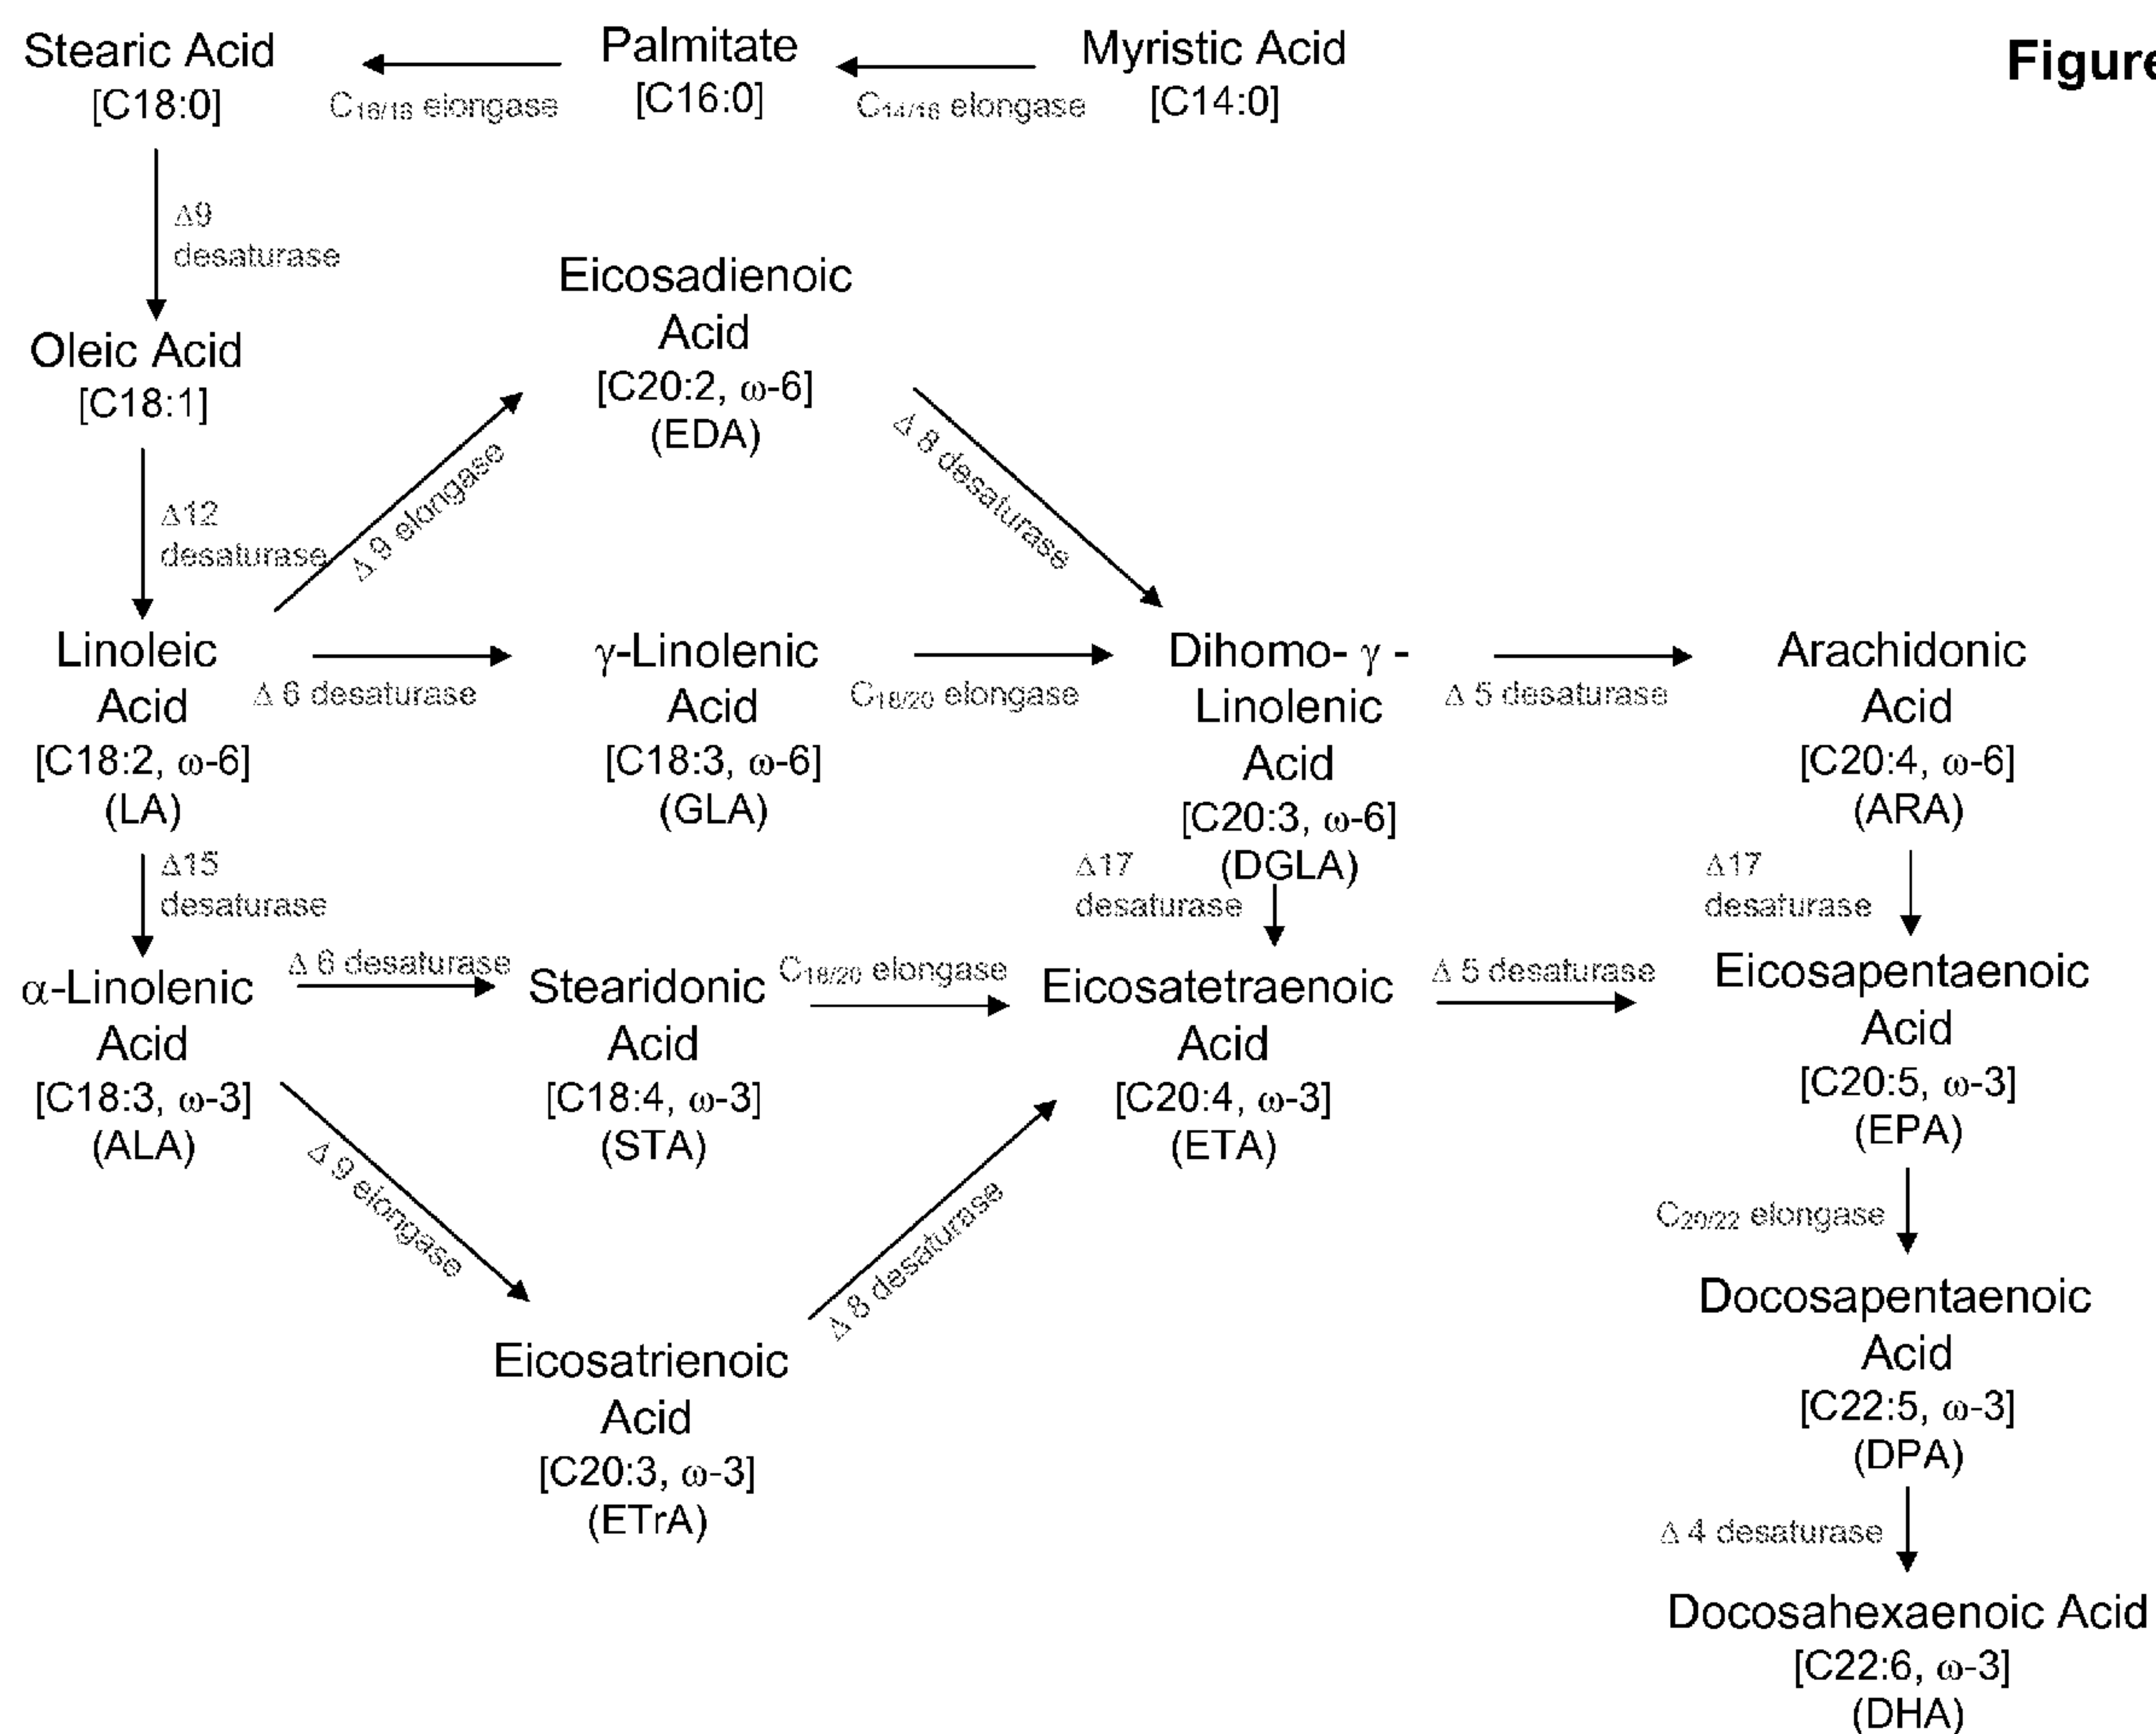 Stearic Acid
[C18:0]
C16/18 elongase
Palmitate
[C16:0]
C14/16 elongase
Myristic Acid
[C14:0]
Figure
Δ9
desaturase
Oleic Acid
[C18:1]
Eicosadienoic
Acid
[C20:2, ω-6]
(EDA)
Δ12
desaturase
Δ 9 elongase
Δ 8 desaturase
Linoleic
Acid
[C18:2, ω-6]
(LA)
Δ 6 desaturase
γ-Linolenic
Acid
[C18:3, ω-6]
(GLA)
C18/20 elongase
Dihomo- γ -
Linolenic
Acid
[C20:3, ω-6]
(DGLA)
Δ 5 desaturase
Arachidonic
Acid
[C20:4, ω-6]
(ARA)
Δ15
desaturase
Δ17
desaturase
Δ17
desaturase
α-Linolenic
Acid
[C18:3, ω-3]
(ALA)
Δ 6 desaturase
Stearidonic
Acid
[C18:4, ω-3]
(STA)
C18/20 elongase
Eicosatetraenoic
Acid
[C20:4, ω-3]
(ETA)
Δ 5 desaturase
Eicosapentaenoic
Acid
[C20:5, ω-3]
(EPA)
Δ 9 elongase
Δ 8 desaturase
C20/22 elongase
Eicosatrienoic
Acid
[C20:3, ω-3]
(ETrA)
Docosapentaenoic
Acid
[C22:5, ω-3]
(DPA)
Δ 4 desaturase
Docosahexaenoic Acid
[C22:6, ω-3]
(DHA)